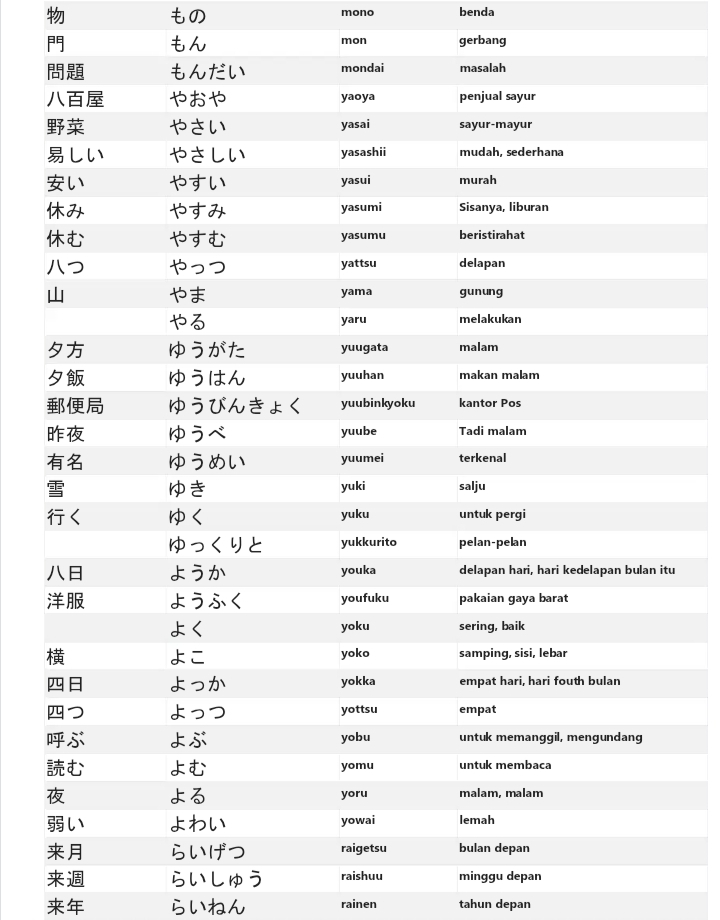 物 もの mono benda
門 もん mon gerbang
問題 もんだい mondai masalah
八百屋 やおや yaoya penjual sayur
野菜 やさい yasai sayur-mayur
易しい やさしい yasashii mudah, sederhana
安い やすい yasui murah
休み やすみ yasumi Sisanya, liburan
休む やすむ yasumu beristirahat
八つ やっつ yattsu delapan
山 やま yama gunung
やる yaru melakukan
夕方 ゆうがた yuugata malam
夕飯 ゆうはん yuuhan makan malam
郵便局 ゆうびんきょく yuubinkyoku kantor Pos
昨夜 ゆうべ yuube Tadi malam
有名 ゆうめい yuumei terkenal
雪 ゆき yuki salju
行く ゆく yuku untuk pergi
ゆっくりと yukkurito pelan-pelan
八日 ようか youka delapan hari, hari kedelapan bulan itu
洋服 ようふく youfuku pakaian gaya barat
よく yoku sering, baik
横 よこ yoko samping, sisi, lebar
四日 よっか yokka empat hari, hari fouth bulan
四つ よっつ yottsu empat
呼ぶ よぶ yobu untuk memanggil, mengundang
読む よむ yomu untuk membaca
夜 よる yoru malam, malam
弱い よわい yowai lemah
来月 らいげつ raigetsu bulan depan
来週 らいしゅう raishuu minggu depan
来年 らいねん rainen tahun depan